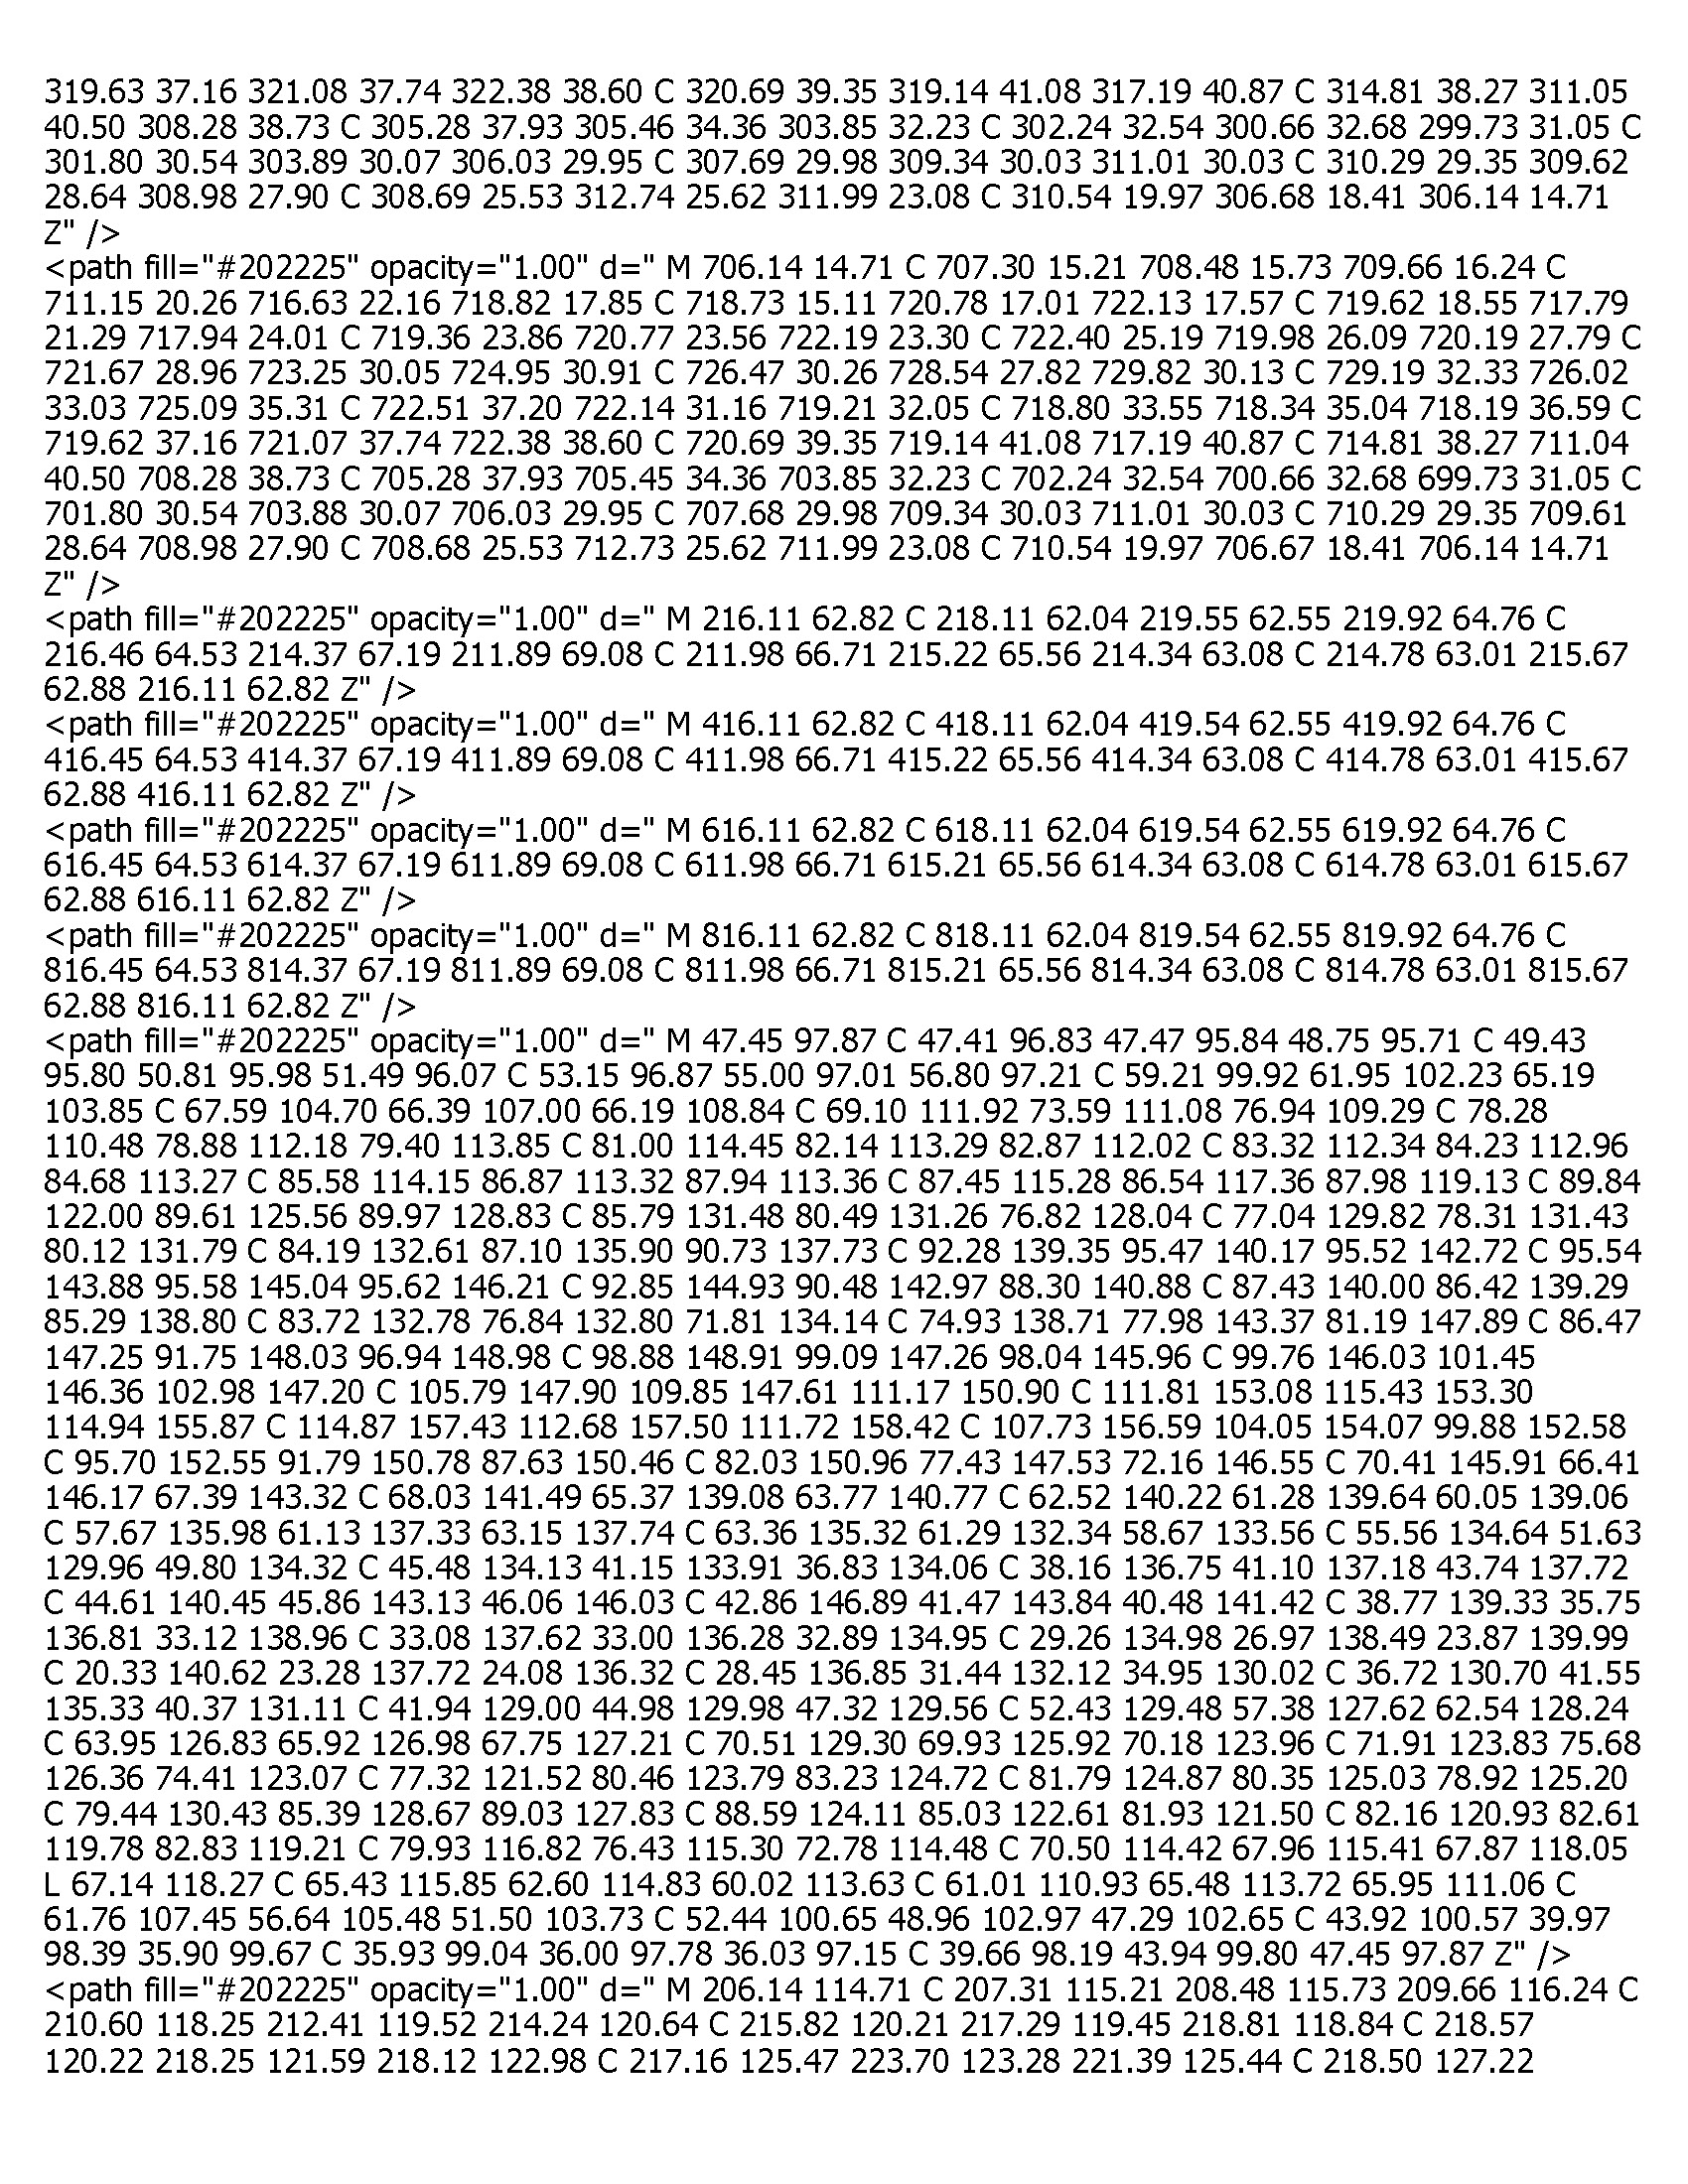 319.63 37.16 321.08 37.74 322.38 38.60 C 320.69 39.35 319.14 41.08 317.19 40.87 C 314.81 38.27 311.05
40.50 308.28 38.73 C 305.28 37.93 305.46 34.36 303.85 32.23 C 302.24 32.54 300.66 32.68 299.73 31.05 C
301.80 30.54 303.89 30.07 306.03 29.95 C 307.69 29.98 309.34 30.03 311.01 30.03 C 310.29 29.35 309.62
28.64 308.98 27.90 C 308.69 25.53 312.74 25.62 311.99 23.08 C 310.54 19.97 306.68 18.41 306.14 14.71
Z" />
<path fill="#202225" opacity="1.00" d=" M 706.14 14.71 C 707.30 15.21 708.48 15.73 709.66 16.24 C
711.15 20.26 716.63 22.16 718.82 17.85 C 718.73 15.11 720.78 17.01 722.13 17.57 C 719.62 18.55 717.79
21.29 717.94 24.01 C 719.36 23.86 720.77 23.56 722.19 23.30 C 722.40 25.19 719.98 26.09 720.19 27.79 C
721.67 28.96 723.25 30.05 724.95 30.91 C 726.47 30.26 728.54 27.82 729.82 30.13 C 729.19 32.33 726.02
33.03 725.09 35.31 C 722.51 37.20 722.14 31.16 719.21 32.05 C 718.80 33.55 718.34 35.04 718.19 36.59 C
719.62 37.16 721.07 37.74 722.38 38.60 C 720.69 39.35 719.14 41.08 717.19 40.87 C 714.81 38.27 711.04
40.50 708.28 38.73 C 705.28 37.93 705.45 34.36 703.85 32.23 C 702.24 32.54 700.66 32.68 699.73 31.05 C
701.80 30.54 703.88 30.07 706.03 29.95 C 707.68 29.98 709.34 30.03 711.01 30.03 C 710.29 29.35 709.61
28.64 708.98 27.90 C 708.68 25.53 712.73 25.62 711.99 23.08 C 710.54 19.97 706.67 18.41 706.14 14.71
Z" />
<path fill="#202225" opacity="1.00" d=" M 216.11 62.82 C 218.11 62.04 219.55 62.55 219.92 64.76 C
216.46 64.53 214.37 67.19 211.89 69.08 C 211.98 66.71 215.22 65.56 214.34 63.08 C 214.78 63.01 215.67
62.88 216.11 62.82 Z" />
<path fill="#202225" opacity="1.00" d=" M 416.11 62.82 C 418.11 62.04 419.54 62.55 419.92 64.76 C
416.45 64.53 414.37 67.19 411.89 69.08 C 411.98 66.71 415.22 65.56 414.34 63.08 C 414.78 63.01 415.67
62.88 416.11 62.82 Z" />
<path fill="#202225" opacity="1.00" d=" M 616.11 62.82 C 618.11 62.04 619.54 62.55 619.92 64.76 C
616.45 64.53 614.37 67.19 611.89 69.08 C 611.98 66.71 615.21 65.56 614.34 63.08 C 614.78 63.01 615.67
62.88 616.11 62.82 Z" />
<path fill="#202225" opacity="1.00" d=" M 816.11 62.82 C 818.11 62.04 819.54 62.55 819.92 64.76 C
816.45 64.53 814.37 67.19 811.89 69.08 C 811.98 66.71 815.21 65.56 814.34 63.08 C 814.78 63.01 815.67
62.88 816.11 62.82 Z" />
<path fill="#202225" opacity="1.00" d=" M 47.45 97.87 C 47.41 96.83 47.47 95.84 48.75 95.71 C 49.43
95.80 50.81 95.98 51.49 96.07 C 53.15 96.87 55.00 97.01 56.80 97.21 C 59.21 99.92 61.95 102.23 65.19
103.85 C 67.59 104.70 66.39 107.00 66.19 108.84 C 69.10 111.92 73.59 111.08 76.94 109.29 C 78.28
110.48 78.88 112.18 79.40 113.85 C 81.00 114.45 82.14 113.29 82.87 112.02 C 83.32 112.34 84.23 112.96
84.68 113.27 C 85.58 114.15 86.87 113.32 87.94 113.36 C 87.45 115.28 86.54 117.36 87.98 119.13 C 89.84
122.00 89.61 125.56 89.97 128.83 C 85.79 131.48 80.49 131.26 76.82 128.04 C 77.04 129.82 78.31 131.43
80.12 131.79 C 84.19 132.61 87.10 135.90 90.73 137.73 C 92.28 139.35 95.47 140.17 95.52 142.72 C 95.54
143.88 95.58 145.04 95.62 146.21 C 92.85 144.93 90.48 142.97 88.30 140.88 C 87.43 140.00 86.42 139.29
85.29 138.80 C 83.72 132.78 76.84 132.80 71.81 134.14 C 74.93 138.71 77.98 143.37 81.19 147.89 C 86.47
147.25 91.75 148.03 96.94 148.98 C 98.88 148.91 99.09 147.26 98.04 145.96 C 99.76 146.03 101.45
146.36 102.98 147.20 C 105.79 147.90 109.85 147.61 111.17 150.90 C 111.81 153.08 115.43 153.30
114.94 155.87 C 114.87 157.43 112.68 157.50 111.72 158.42 C 107.73 156.59 104.05 154.07 99.88 152.58
C 95.70 152.55 91.79 150.78 87.63 150.46 C 82.03 150.96 77.43 147.53 72.16 146.55 C 70.41 145.91 66.41
146.17 67.39 143.32 C 68.03 141.49 65.37 139.08 63.77 140.77 C 62.52 140.22 61.28 139.64 60.05 139.06
C 57.67 135.98 61.13 137.33 63.15 137.74 C 63.36 135.32 61.29 132.34 58.67 133.56 C 55.56 134.64 51.63
129.96 49.80 134.32 C 45.48 134.13 41.15 133.91 36.83 134.06 C 38.16 136.75 41.10 137.18 43.74 137.72
C 44.61 140.45 45.86 143.13 46.06 146.03 C 42.86 146.89 41.47 143.84 40.48 141.42 C 38.77 139.33 35.75
136.81 33.12 138.96 C 33.08 137.62 33.00 136.28 32.89 134.95 C 29.26 134.98 26.97 138.49 23.87 139.99
C 20.33 140.62 23.28 137.72 24.08 136.32 C 28.45 136.85 31.44 132.12 34.95 130.02 C 36.72 130.70 41.55
135.33 40.37 131.11 C 41.94 129.00 44.98 129.98 47.32 129.56 C 52.43 129.48 57.38 127.62 62.54 128.24
C 63.95 126.83 65.92 126.98 67.75 127.21 C 70.51 129.30 69.93 125.92 70.18 123.96 C 71.91 123.83 75.68
126.36 74.41 123.07 C 77.32 121.52 80.46 123.79 83.23 124.72 C 81.79 124.87 80.35 125.03 78.92 125.20
C 79.44 130.43 85.39 128.67 89.03 127.83 C 88.59 124.11 85.03 122.61 81.93 121.50 C 82.16 120.93 82.61
119.78 82.83 119.21 C 79.93 116.82 76.43 115.30 72.78 114.48 C 70.50 114.42 67.96 115.41 67.87 118.05
L 67.14 118.27 C 65.43 115.85 62.60 114.83 60.02 113.63 C 61.01 110.93 65.48 113.72 65.95 111.06 C
61.76 107.45 56.64 105.48 51.50 103.73 C 52.44 100.65 48.96 102.97 47.29 102.65 C 43.92 100.57 39.97
98.39 35.90 99.67 C 35.93 99.04 36.00 97.78 36.03 97.15 C 39.66 98.19 43.94 99.80 47.45 97.87 Z" />
<path fill="#202225" opacity="1.00" d=" M 206.14 114.71 C 207.31 115.21 208.48 115.73 209.66 116.24 C
210.60 118.25 212.41 119.52 214.24 120.64 C 215.82 120.21 217.29 119.45 218.81 118.84 C 218.57
120.22 218.25 121.59 218.12 122.98 C 217.16 125.47 223.70 123.28 221.39 125.44 C 218.50 127.22